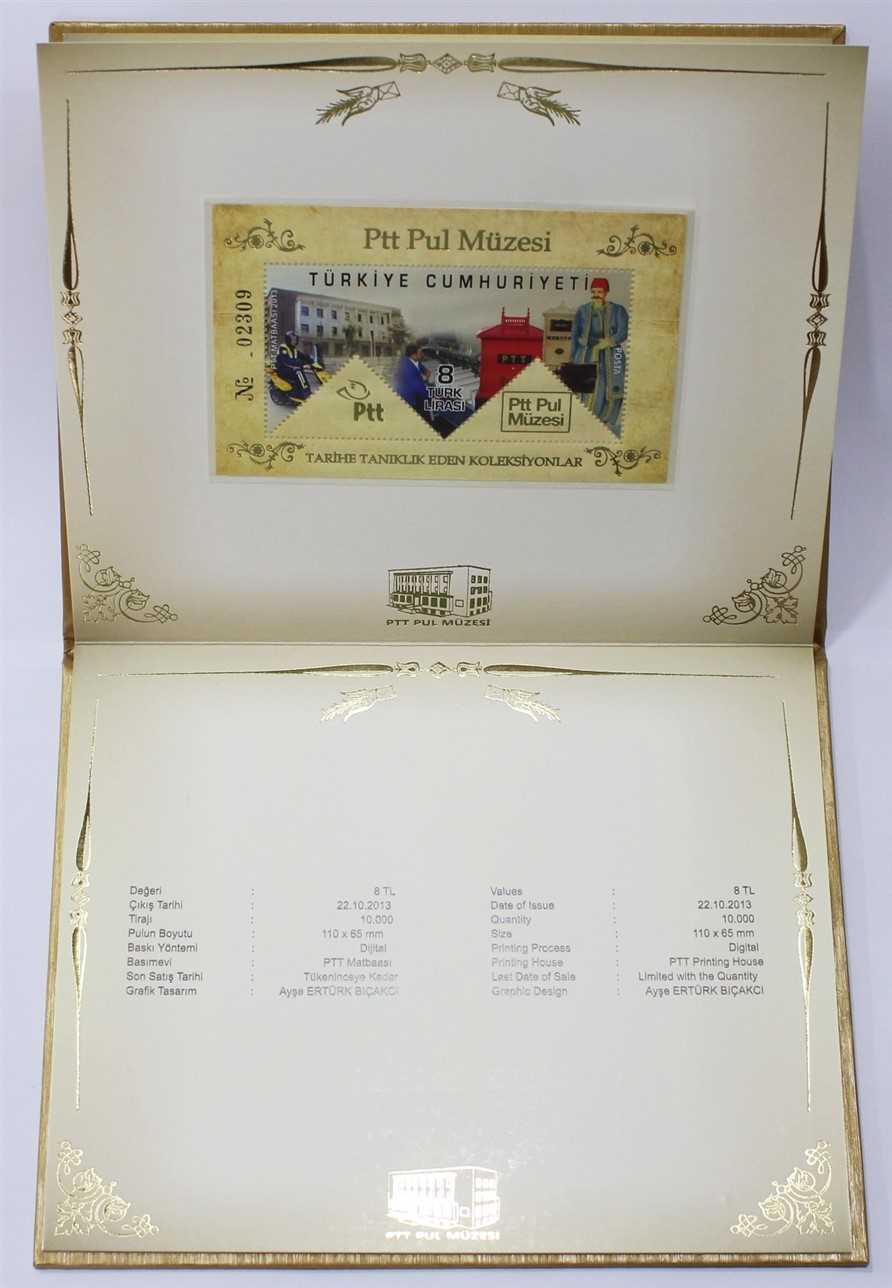 Ptt Pul Müzesi
TÜRKİYE CUMHURİYETİ
№ - 02309
PTT MATBAASI 2013
PTT
POSTA
8
TÜRK
LİRASI
Ptt
Ptt Pul
Müzesi
TARİHE TANIKLIK EDEN KOLEKSİYONLAR
PTT PUL MÜZESİ
Değeri : 8 TL
Çıkış Tarihi : 22.10.2013
Tirajı : 10.000
Pulun Boyutu : 110 x 65 mm
Baskı Yöntemi : Dijital
Basımevi : PTT Matbaası
Son Satış Tarihi : Tükeninceye Kadar
Grafik Tasarım : Ayşe ERTÜRK BIÇAKCI
Values : 8 TL
Date of Issue : 22.10.2013
Quantity : 10.000
Size : 110 x 65 mm
Printing Process : Digital
Printing House : PTT Printing House
Last Date of Sale : Limited with the Quantity
Graphic Design : Ayşe ERTÜRK BIÇAKCI
PTT PUL MÜZESİ